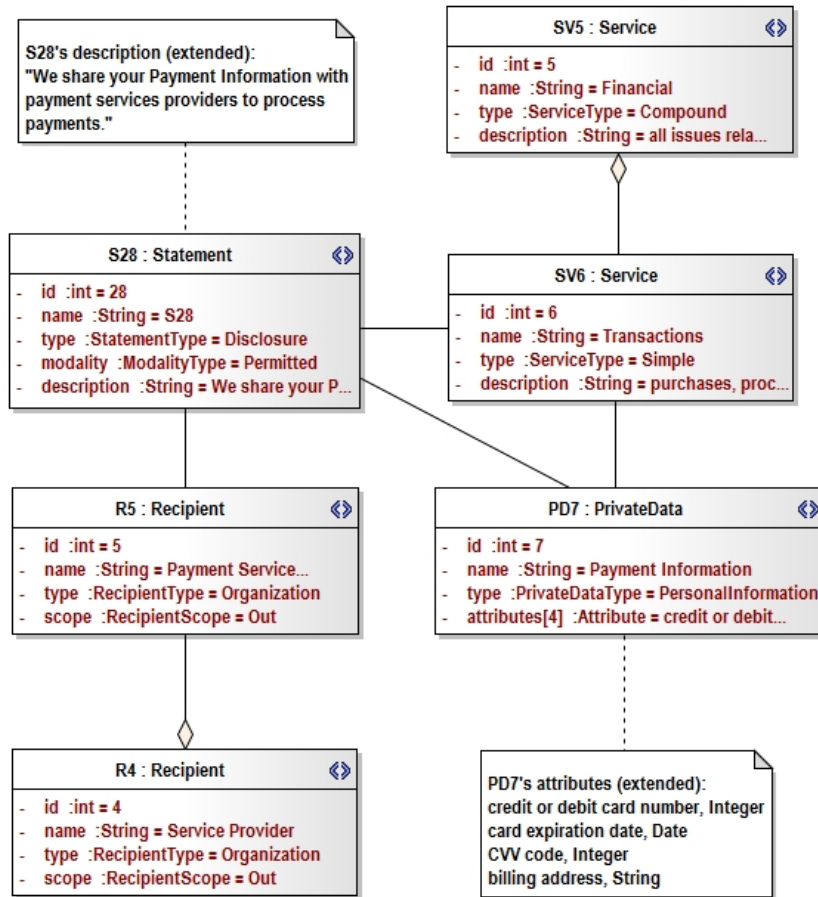 S28's description (extended):
"We share your Payment Information with
payment services providers to process
payments."
SV5 : Service
- id :int = 5
- name :String = Financial
- type :ServiceType = Compound
- description :String = all issues rela...
S28 : Statement
- id :int = 28
- name :String = S28
- type :StatementType = Disclosure
- modality :ModalityType = Permitted
- description :String = We share your P...
SV6 : Service
- id :int = 6
- name :String = Transactions
- type :ServiceType = Simple
- description :String = purchases, proc...
R5 : Recipient
- id :int = 5
- name :String = Payment Service...
- type :RecipientType = Organization
- scope :RecipientScope = Out
PD7 : PrivateData
- id :int = 7
- name :String = Payment Information
- type :PrivateDataType = PersonalInformation
- attributes[4] :Attribute = credit or debit...
R4 : Recipient
- id :int = 4
- name :String = Service Provider
- type :RecipientType = Organization
- scope :RecipientScope = Out
PD7's attributes (extended):
credit or debit card number, Integer
card expiration date, Date
CVV code, Integer
billing address, String